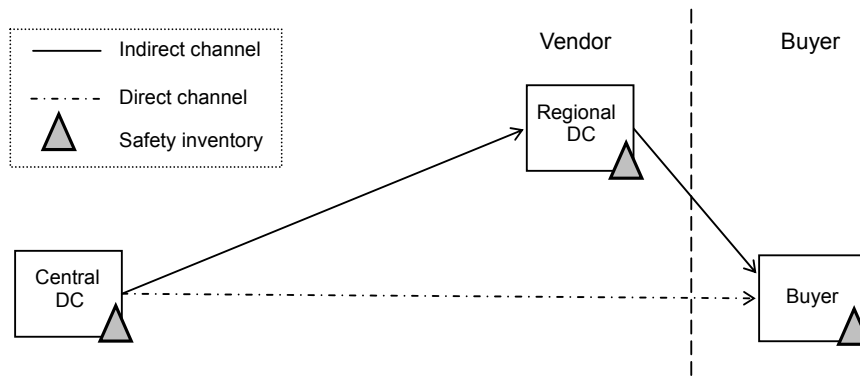 Indirect channel
Direct channel
Safety inventory
Vendor
Buyer
Regional
DC
Central
DC
Buyer